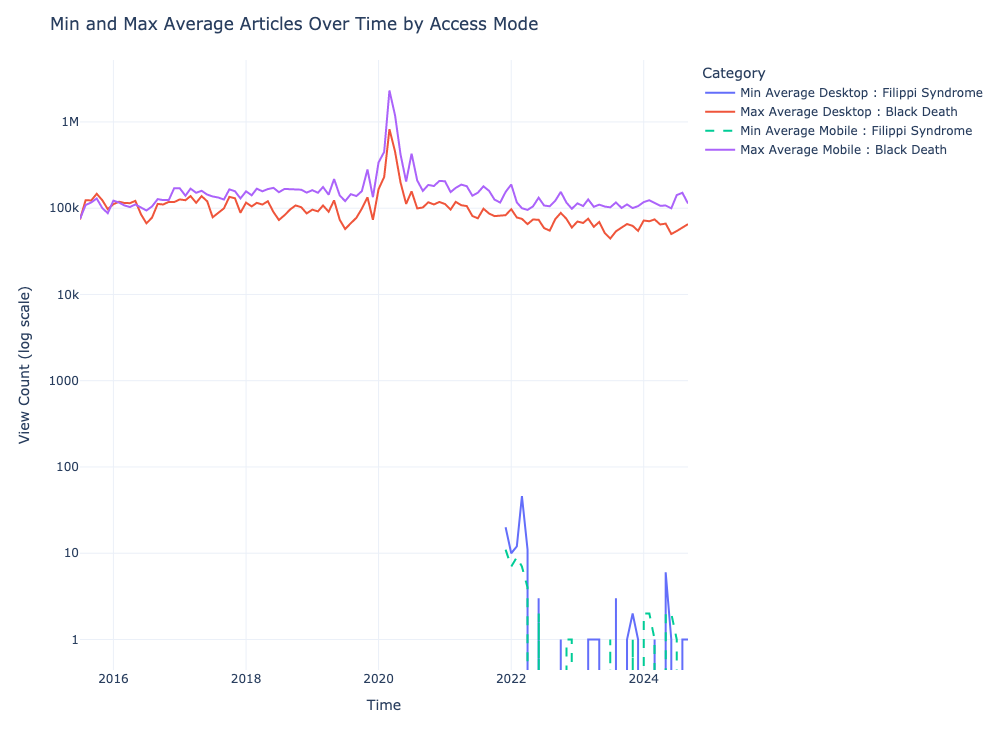 Min and Max Average Articles Over Time by Access Mode
Category
Min Average Desktop : Filippi Syndrome
Max Average Desktop : Black Death
Min Average Mobile : Filippi Syndrome
Max Average Mobile : Black Death
View Count (log scale)
1M
100k
10k
1000
100
10
1
2016 2018 2020 2022 2024
Time